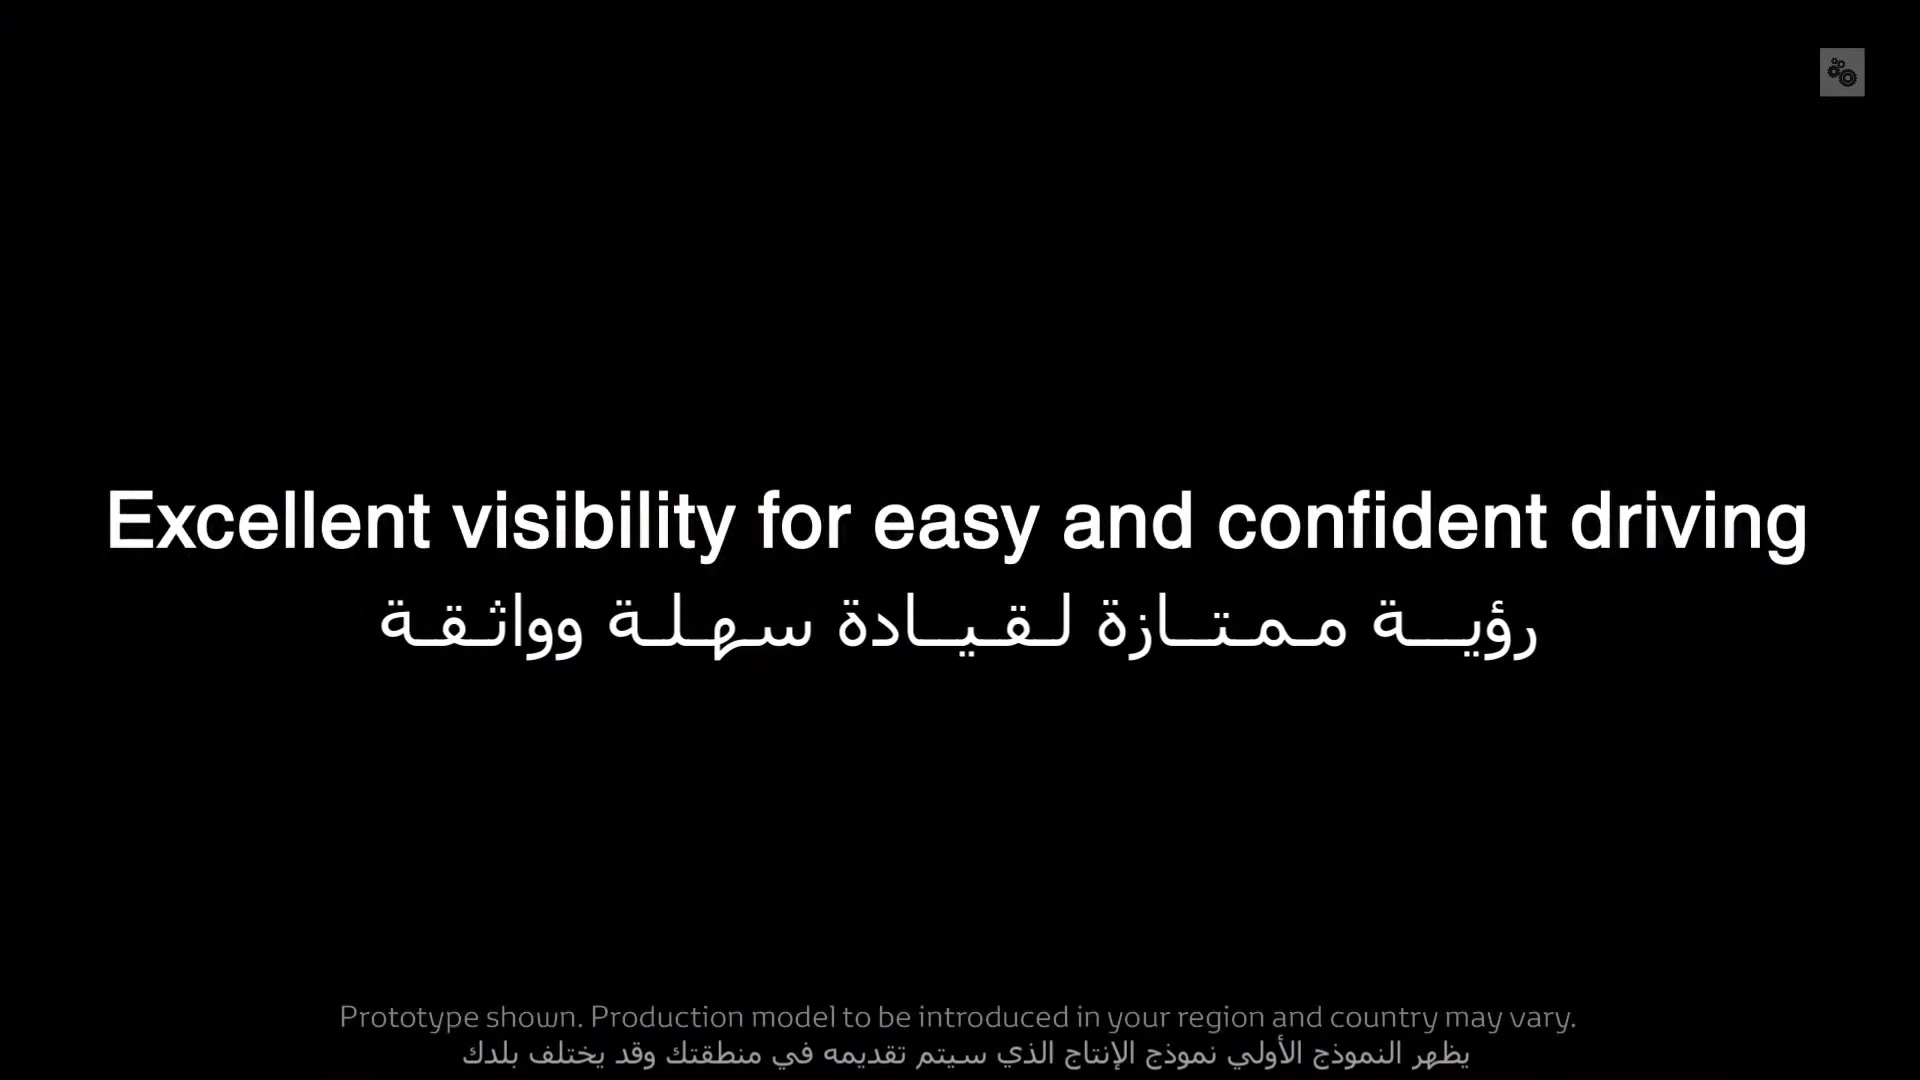 Excellent visibility for easy and confident driving
رؤيـــة مـمـتــازة لـقـيــادة سـهـلـة وواثـقـة
Prototype shown. Production model to be introduced in your region and country may vary.
يظهر النموذج الأولي نموذج الإنتاج الذي سيتم تقديمه في منطقتك وقد يختلف بلدك